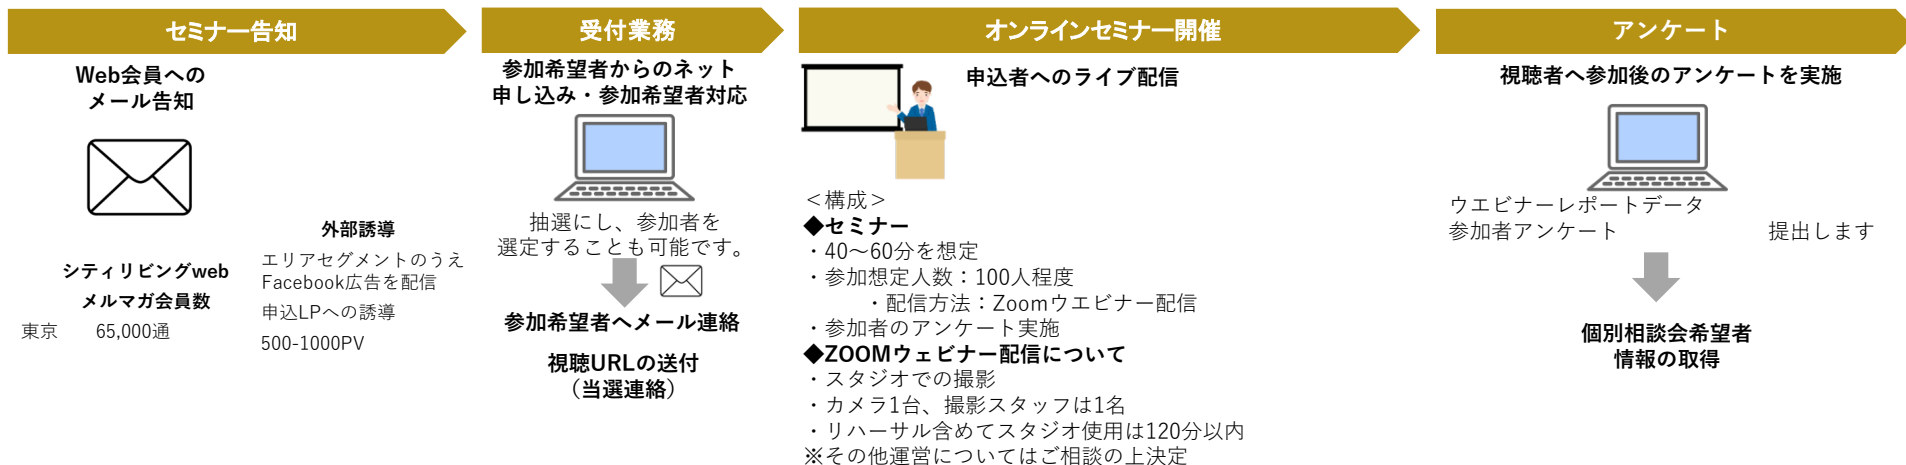 セミナー告知
Web会員への
メール告知
シティリビングweb
メルマガ会員数
東京 65,000通
外部誘導
エリアセグメントのうえ
Facebook広告を配信
申込LPへの誘導
500-1000PV
受付業務
参加希望者からのネット
申し込み・参加希望者対応
抽選にし、参加者を
選定することも可能です。
参加希望者へメール連絡
視聴URLの送付
（当選連絡）
オンラインセミナー開催
申込者へのライブ配信
＜構成＞
◆セミナー
・40～60分を想定
・参加想定人数：100人程度
・配信方法：Zoomウエビナー配信
・参加者のアンケート実施
◆ZOOMウェビナー配信について
・スタジオでの撮影
・カメラ1台、撮影スタッフは1名
・リハーサル含めてスタジオ使用は120分以内
※その他運営についてはご相談の上決定
アンケート
視聴者へ参加後のアンケートを実施
ウエビナーレポートデータ
参加者アンケート 提出します
個別相談会希望者
情報の取得